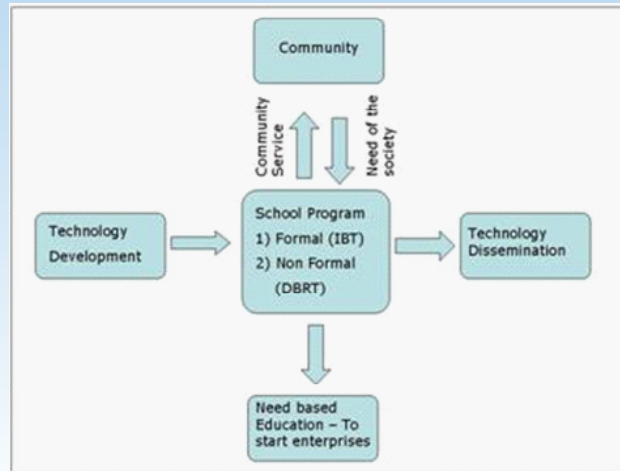 Community
Community
Service
Need of the
society
Technology
Development
School Program
1) Formal (IBT)
2) Non Formal
(DBRT)
Technology
Dissemination
Need based
Education – To
start enterprises